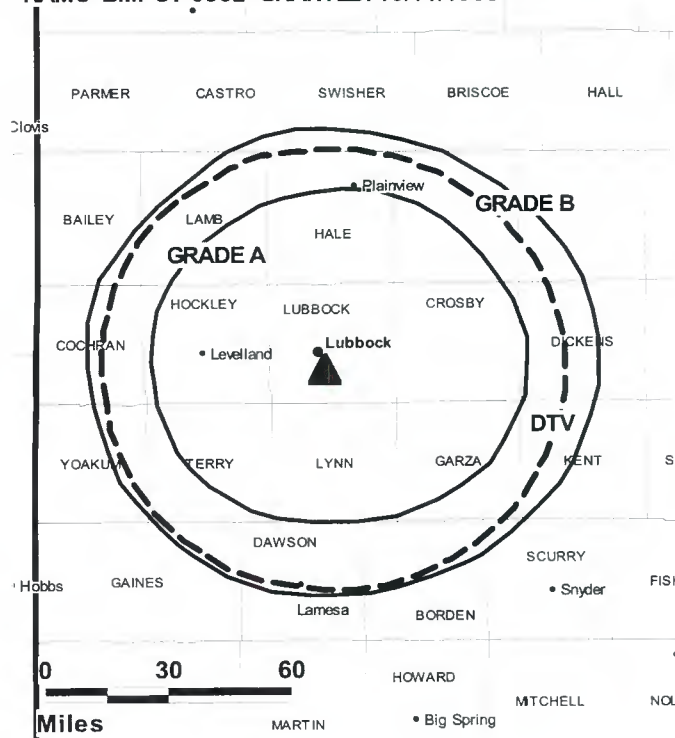 PARMER CASTRO SWISHER BRISCOE HALL
Clovis
Plainview
GRADE B
BAILEY LAMB
HALE
GRADE A
HOCKLEY LUBBOCK CROSBY
COCHRAN Levelland Lubbock DICKENS
DTV
YOAKUM TERRY LYNN GARZA KENT S
DAWSON
SCURRY
Hobbs GAINES Snyder FISH
Lamesa BORDEN
0 30 60
HOWARD
MITCHELL NOL
Miles MARTIN Big Spring